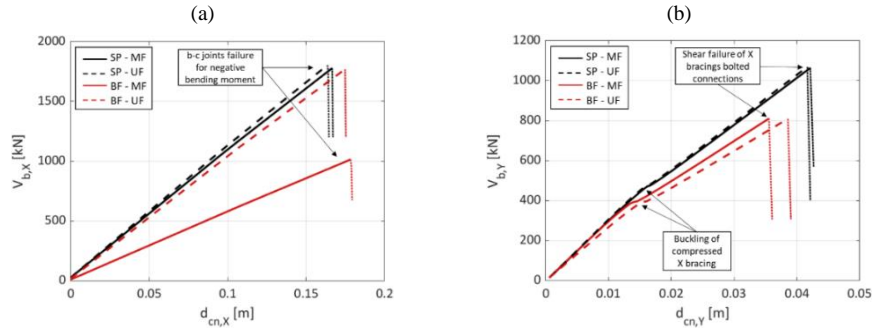 (a)
(b)
2000
1500
1000
500
0
V_b,X [kN]
SP - MF
SP - UF
BF - MF
BF - UF
b-c joints failure
for negative
bending moment
0
0.05
0.1
0.15
0.2
d_cn,X [m]
1200
1000
800
600
400
200
0
V_b,Y [kN]
SP - MF
SP - UF
BF - MF
BF - UF
Shear failure of X
bracings bolted
connections
Buckling of
compressed
X bracing
0
0.01
0.02
0.03
0.04
0.05
d_cn,Y [m]